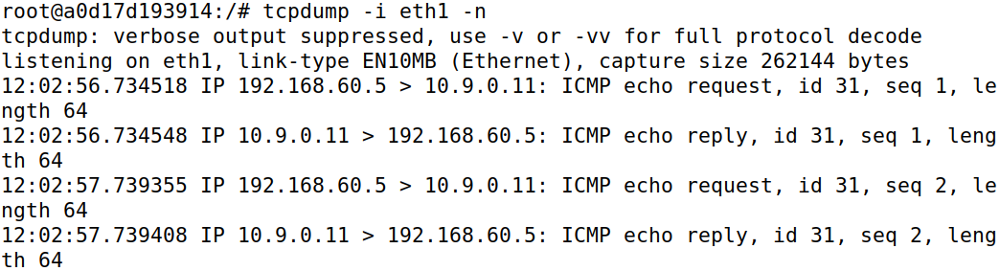 root@a0d17d193914:/# tcpdump -i eth1 -n
tcpdump: verbose output suppressed, use -v or -vv for full protocol decode
listening on eth1, link-type EN10MB (Ethernet), capture size 262144 bytes
12:02:56.734518 IP 192.168.60.5 > 10.9.0.11: ICMP echo request, id 31, seq 1, le
ngth 64
12:02:56.734548 IP 10.9.0.11 > 192.168.60.5: ICMP echo reply, id 31, seq 1, leng
th 64
12:02:57.739355 IP 192.168.60.5 > 10.9.0.11: ICMP echo request, id 31, seq 2, le
ngth 64
12:02:57.739408 IP 10.9.0.11 > 192.168.60.5: ICMP echo reply, id 31, seq 2, leng
th 64